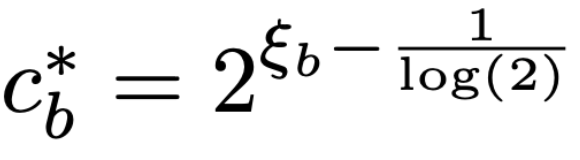 $c_b^* = 2^{\xi_b - \frac{1}{\log(2)}}$